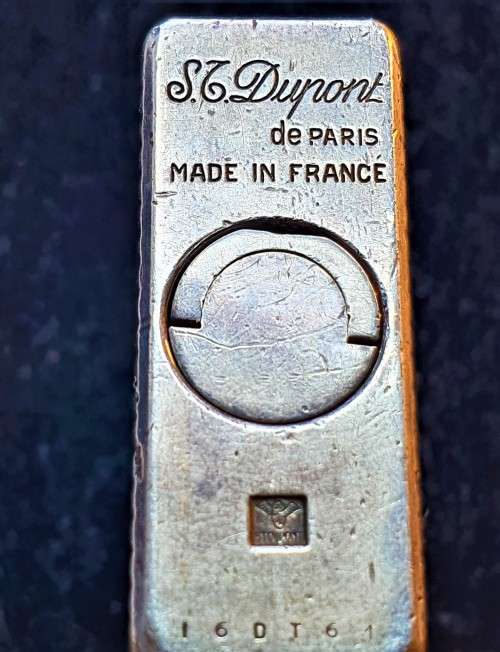 S.T.Dupont
de PARIS
MADE IN FRANCE
16DT61